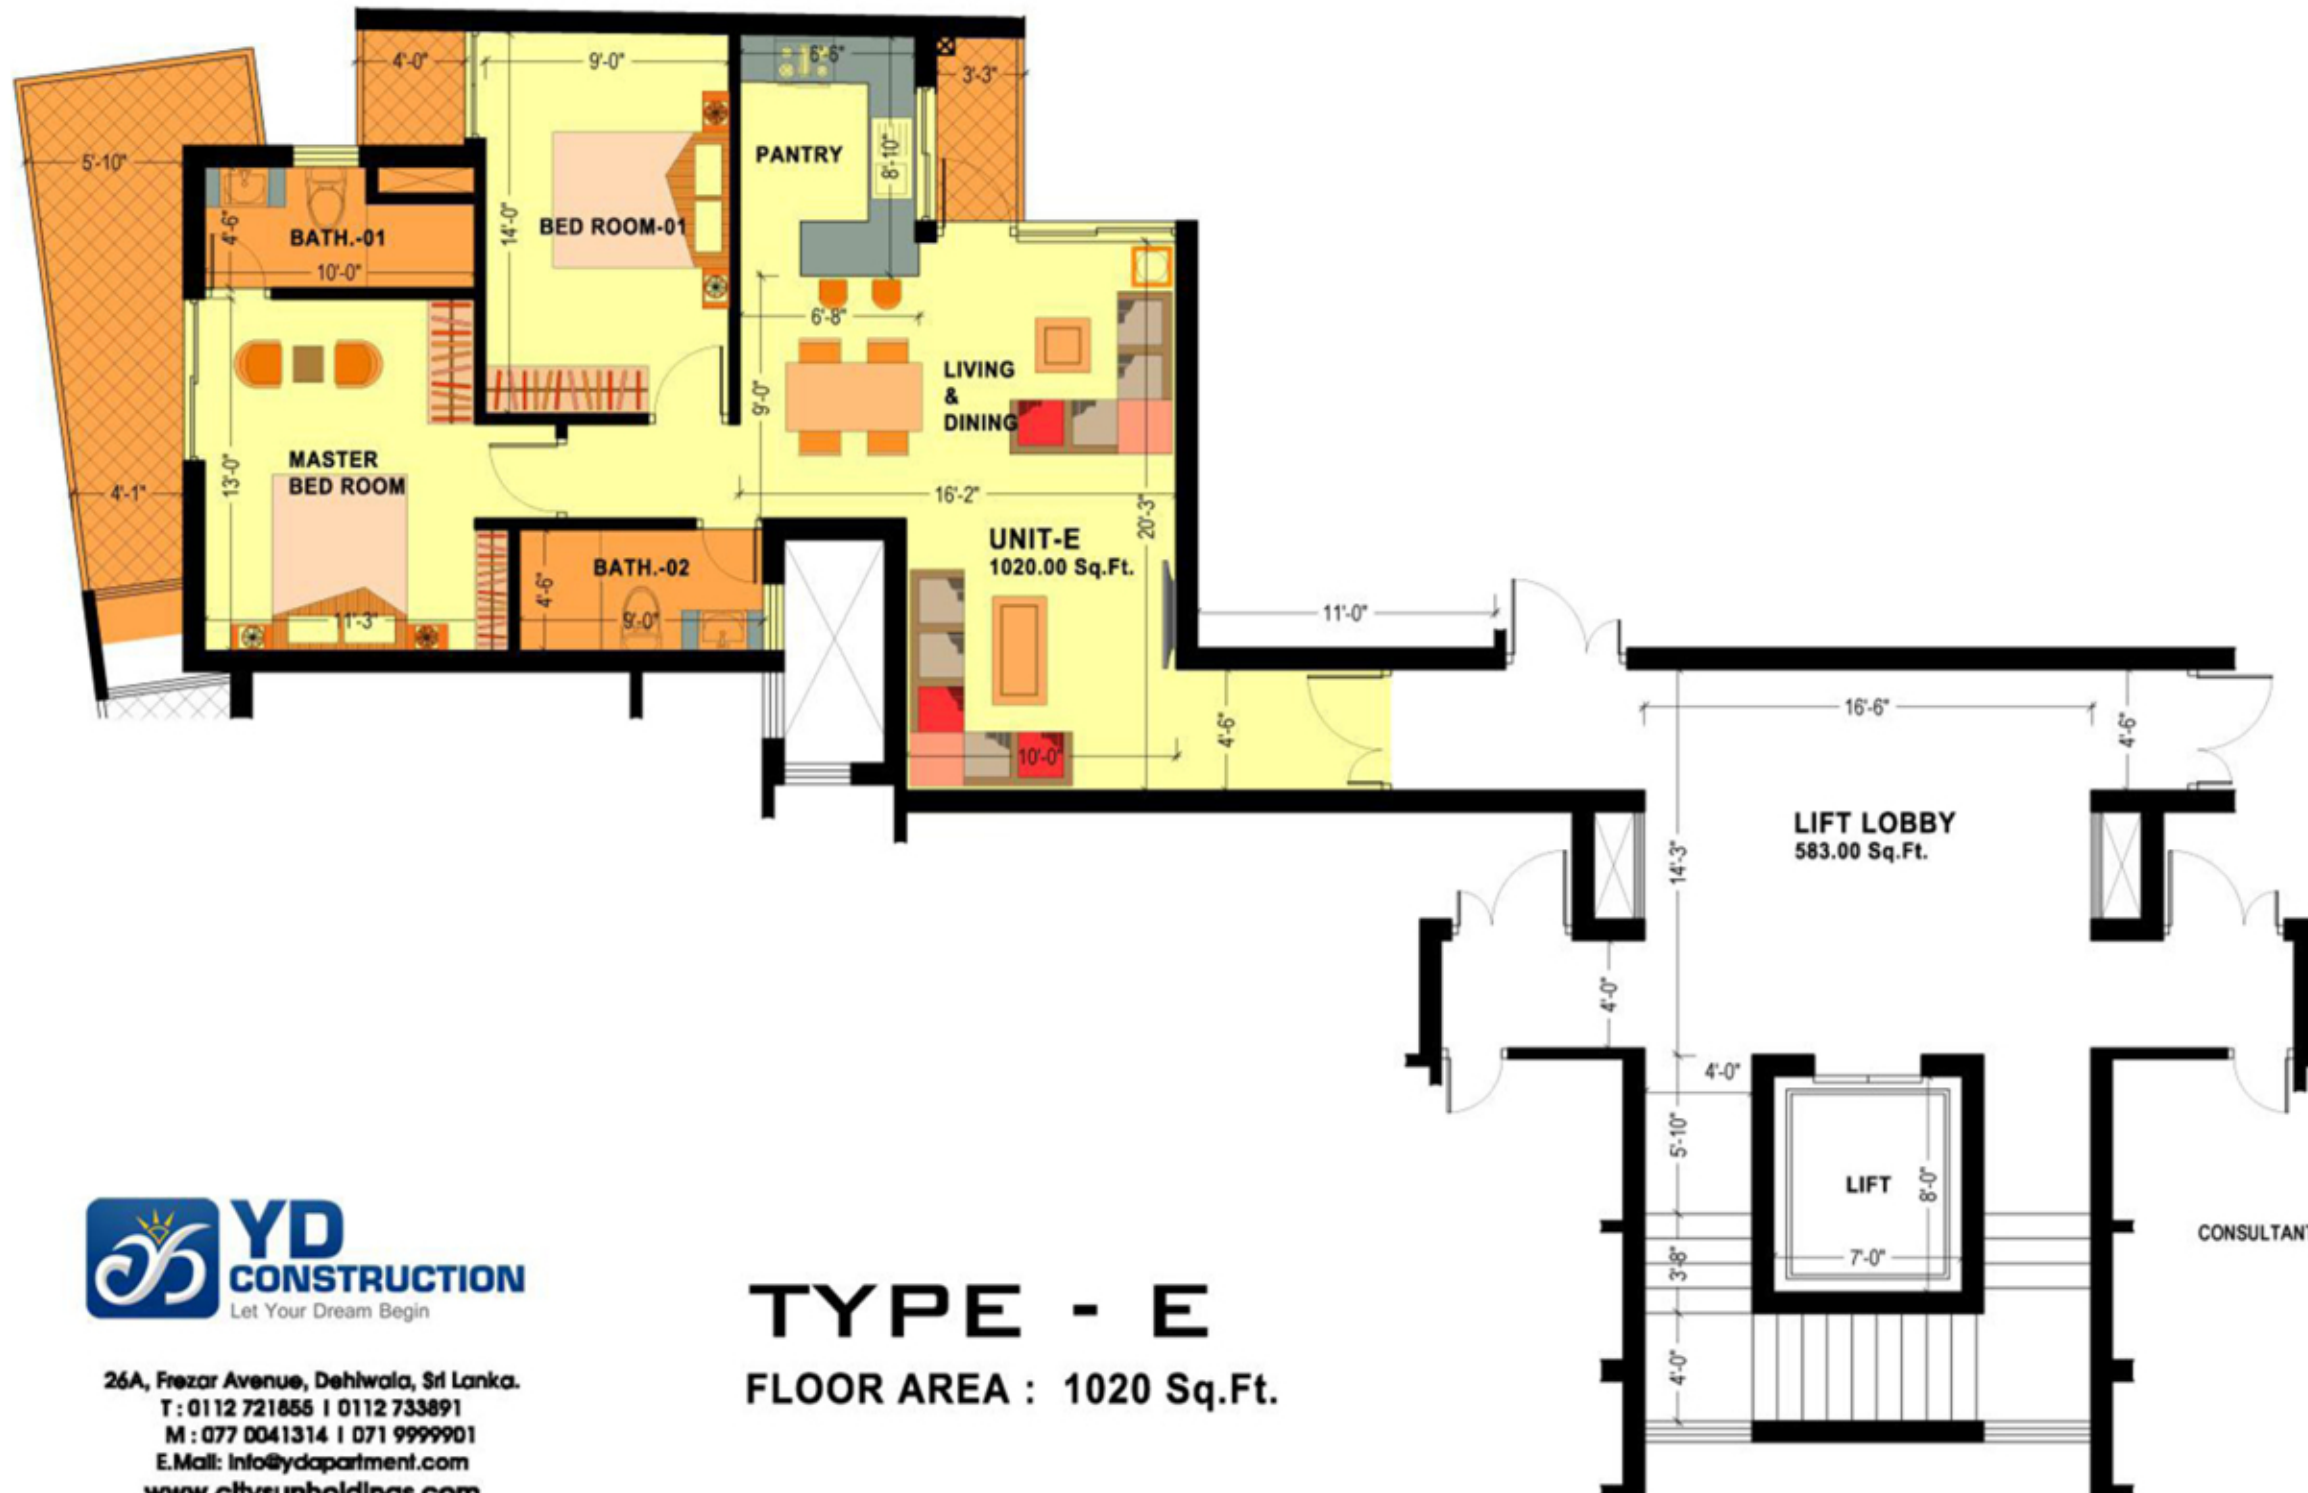 4'-0"
9'-0"
6'-6"
3'-3"
5'-10"
PANTRY
8'-10"
4'-6"
BATH.-01
10'-0"
14'-0"
BED ROOM-01
6'-8"
9'-0"
LIVING
&
DINING
MASTER
BED ROOM
13'-0"
4'-1"
16'-2"
20'-3"
UNIT-E
1020.00 Sq.Ft.
BATH.-02
4'-6"
9'-0"
11'-3"
11'-0"
10'-0"
4'-6"
16'-6"
4'-6"
LIFT LOBBY
583.00 Sq.Ft.
14'-3"
4'-0"
4'-0"
5'-10"
LIFT
8'-0"
7'-0"
3'-8"
4'-0"
CONSULTANT
YD
CONSTRUCTION
Let Your Dream Begin
26A, Frezar Avenue, Dehiwala, Sri Lanka.
T : 0112 721855 I 0112 733891
M : 077 0041314 I 071 9999901
E.Mail: info@ydapartment.com
www.citysunholdings.com
TYPE - E
FLOOR AREA : 1020 Sq.Ft.